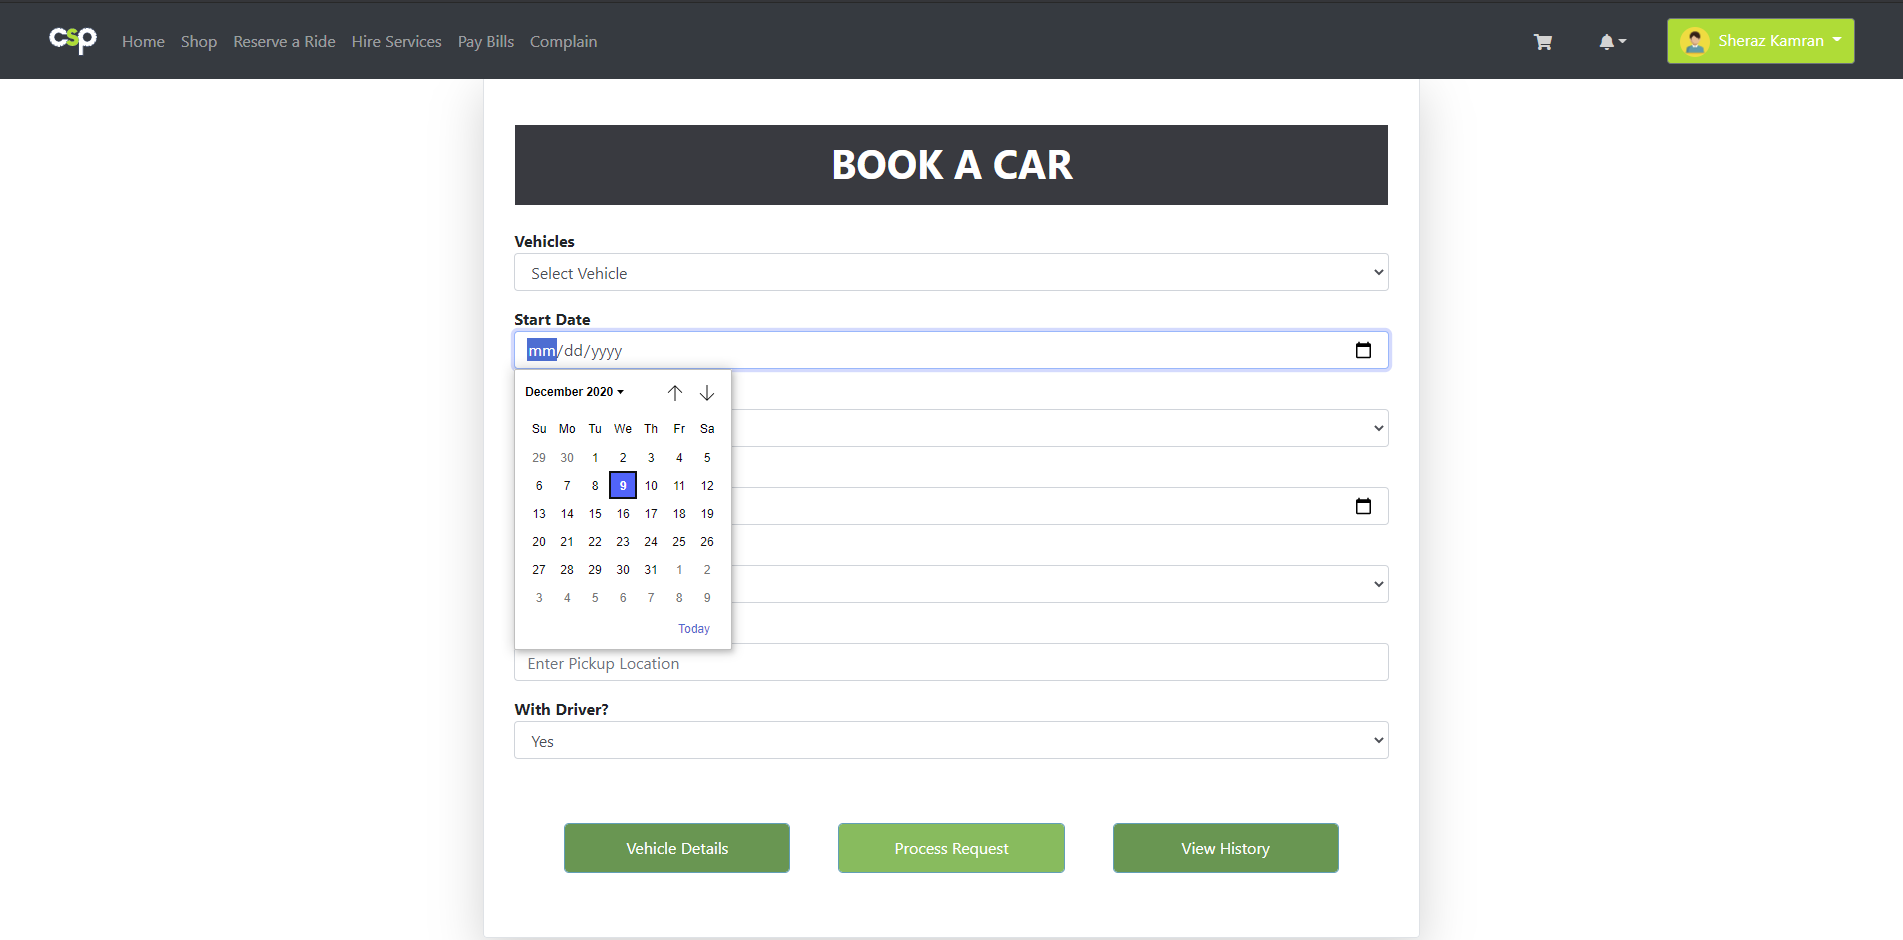 csp Home Shop Reserve a Ride Hire Services Pay Bills Complain Sheraz Kamran
BOOK A CAR
Vehicles
Select Vehicle
Start Date
mm/dd/yyyy
December 2020
Su Mo Tu We Th Fr Sa
29 30 1 2 3 4 5
6 7 8 9 10 11 12
13 14 15 16 17 18 19
20 21 22 23 24 25 26
27 28 29 30 31 1 2
3 4 5 6 7 8 9
Today
Enter Pickup Location
With Driver?
Yes
Vehicle Details Process Request View History